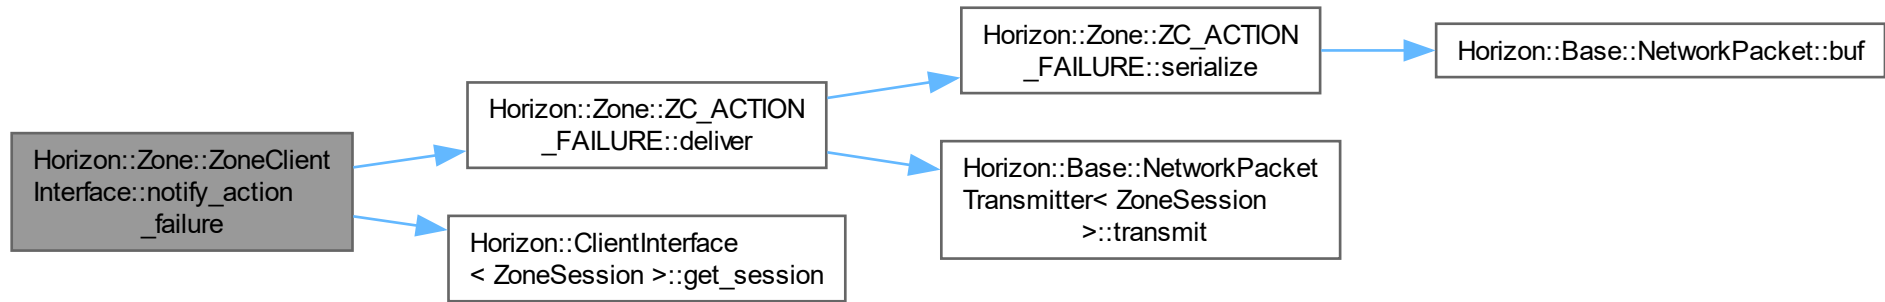 Horizon::Zone::ZoneClient
Interface::notify_action
_failure
Horizon::Zone::ZC_ACTION
_FAILURE::deliver
Horizon::Zone::ZC_ACTION
_FAILURE::serialize
Horizon::Base::NetworkPacket::buf
Horizon::Base::NetworkPacket
Transmitter< ZoneSession
>::transmit
Horizon::ClientInterface
< ZoneSession >::get_session